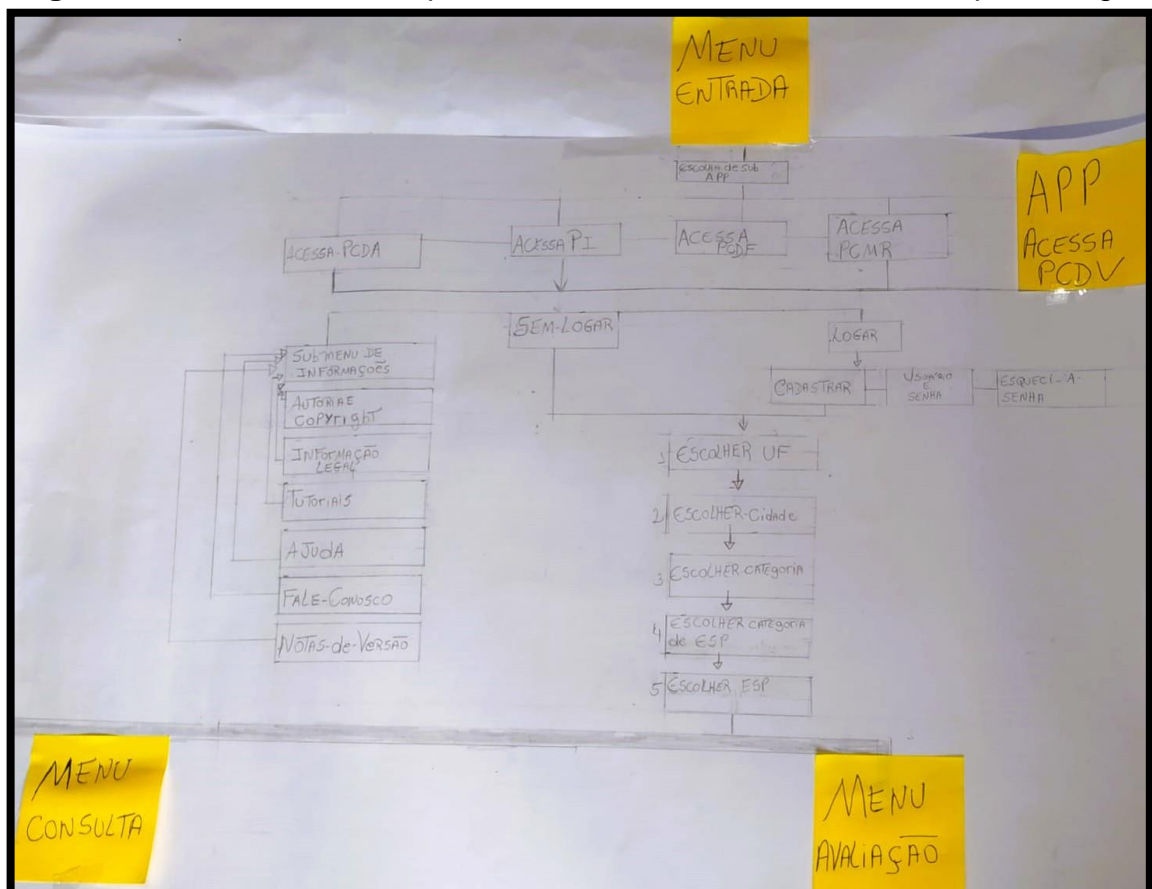 MENU
ENTRADA
ESCOLHA de SUB
APP
APP
ACESSA
PCDV
ACESSA-PCDA
ACESSA PI
ACESSA
PCDF
ACESSA
PCMR
SEM-LOGAR
LOGAR
SUBMENU DE
INFORMAÇÕES
CADASTRAR
USUÁRIO
E
SENHA
ESQUECI-A-
SENHA
AUTORIA E
COPYright
INFORMAÇÃO
LEGAL
TUTORIAIS
AJUdA
FALE-CONOSCO
NOTAS-de-VERSÃO
1 ESCOLHER UF
2 ESCOLHER-Cidade
3 ESCOLHER-CATEgoriA
4 ESCOLHER CATEgoriA
de ESP
5 ESCOLHER ESP
MENU
CONSULTA
MENU
AVALIAÇÃO